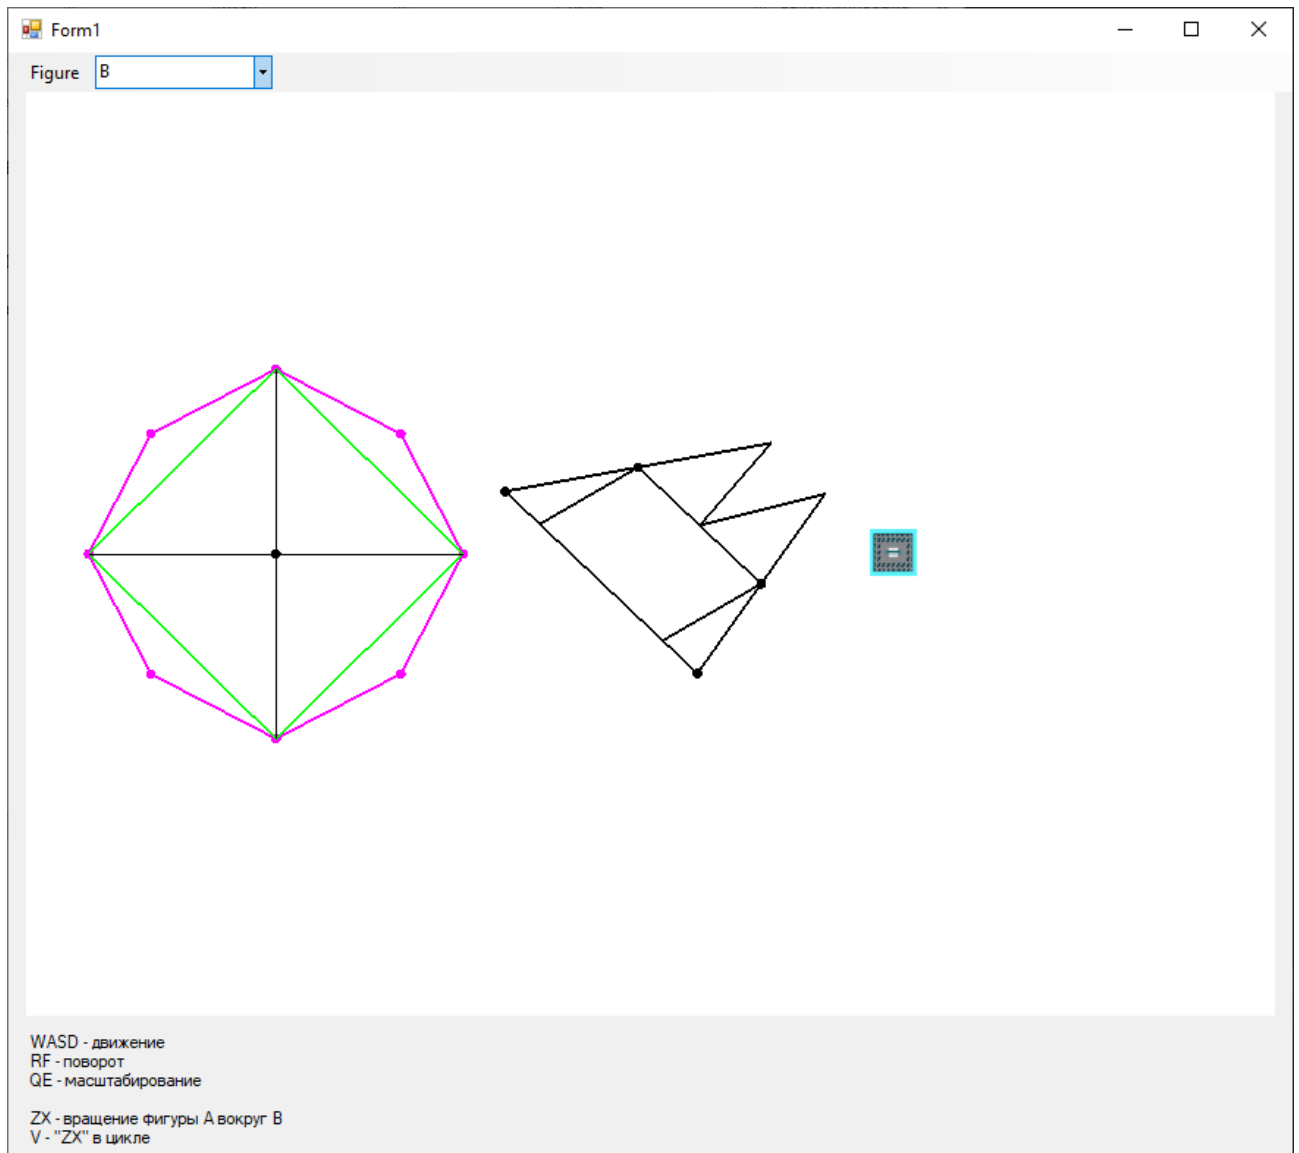 Form1
Figure B
WASD - движение
RF - поворот
QE - масштабирование
ZX - вращение фигуры A вокруг B
V - "ZX" в цикле